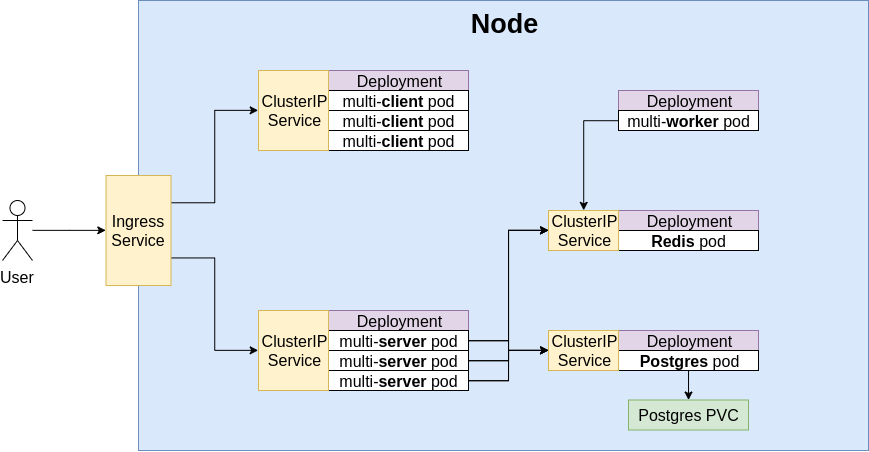 Node
Deployment
ClusterIP
Service
multi-client pod
multi-client pod
multi-client pod
Deployment
multi-worker pod
Ingress
Service
User
ClusterIP
Service
Deployment
Redis pod
Deployment
ClusterIP
Service
multi-server pod
multi-server pod
multi-server pod
ClusterIP
Service
Deployment
Postgres pod
Postgres PVC